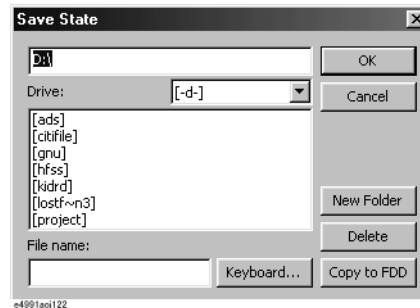 Save State
D:\
OK
Drive:
[-d-]
Cancel
[ads]
[citifile]
[gnu]
[hfss]
[kidrd]
[lostf~n3]
[project]
New Folder
Delete
File name:
Keyboard...
Copy to FDD
e4991aoj122